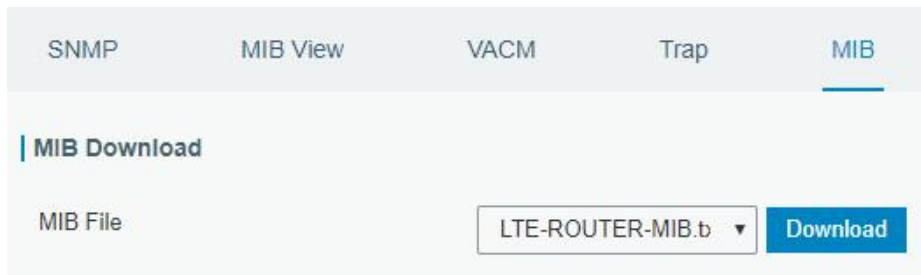 SNMP MIB View VACM Trap MIB
MIB Download
MIB File LTE-ROUTER-MIB.t Download